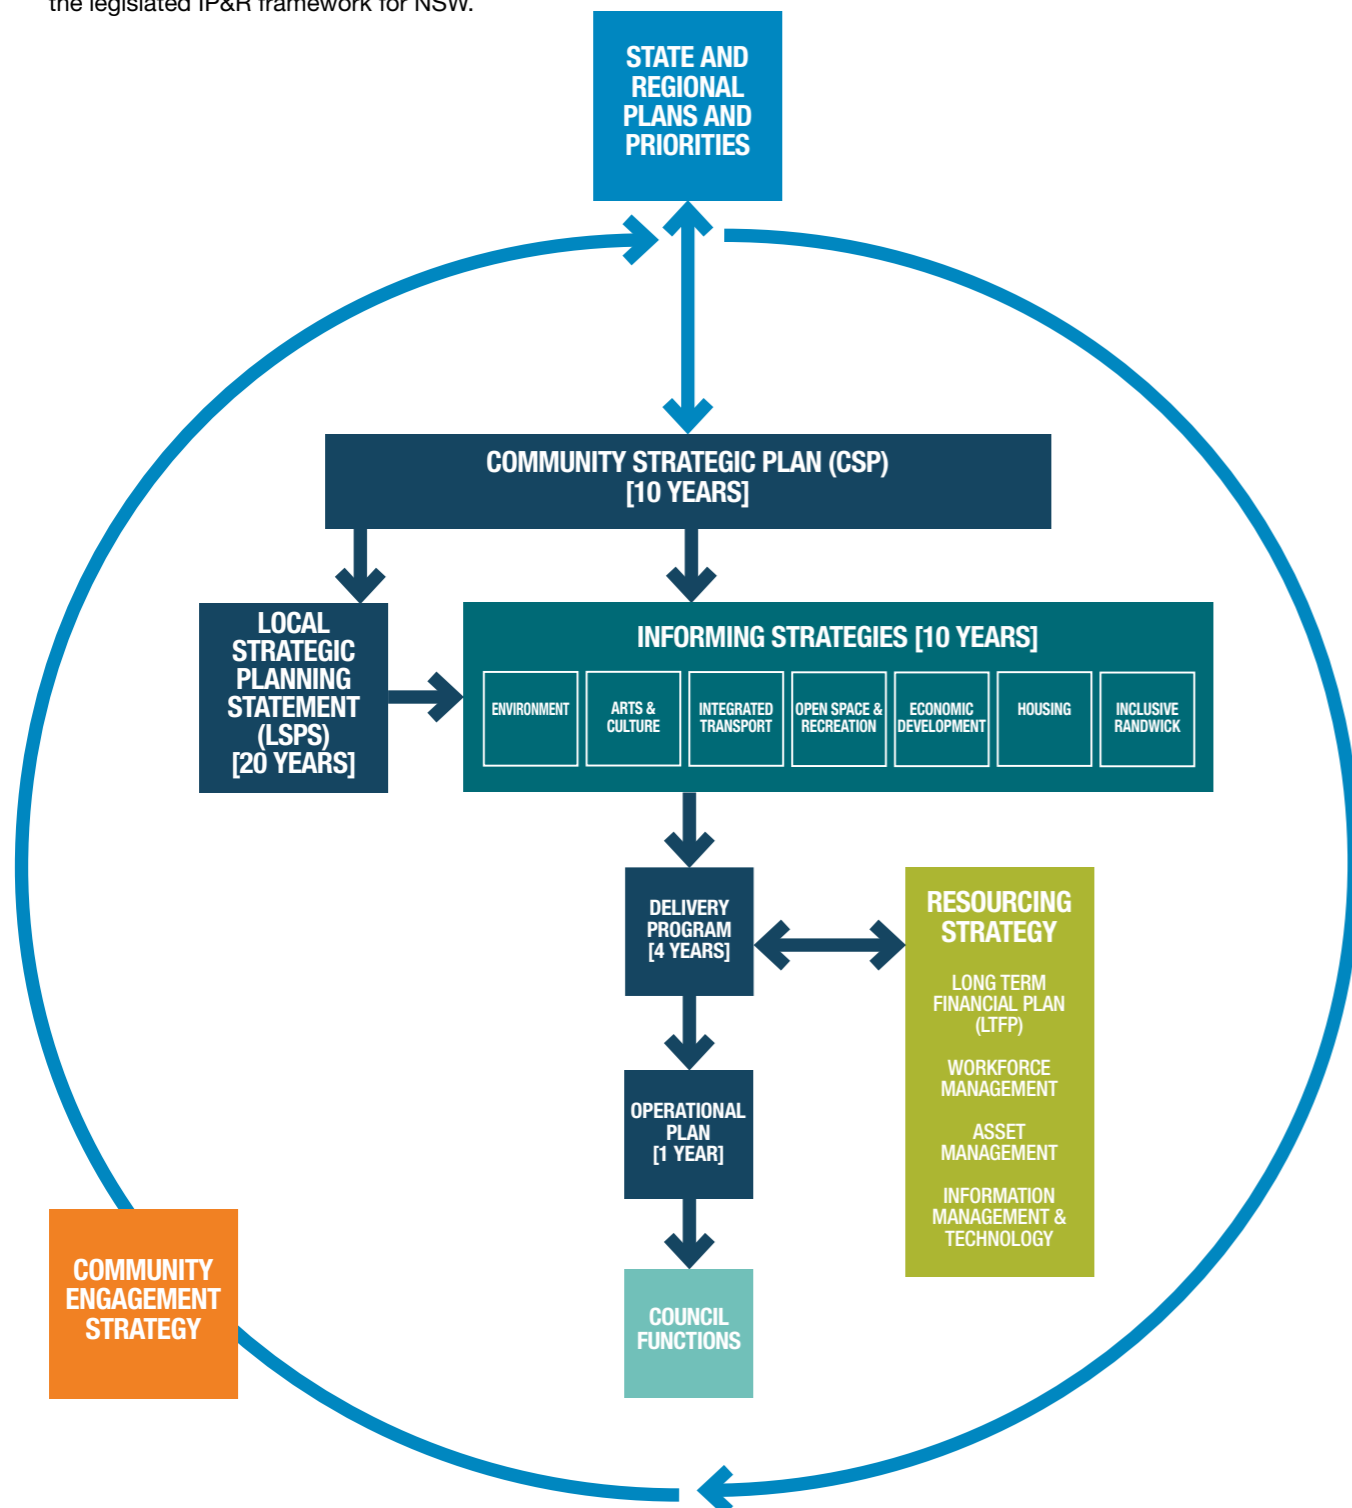 the legislated IP&R framework for NSW.
STATE AND
REGIONAL
PLANS AND
PRIORITIES
COMMUNITY STRATEGIC PLAN (CSP)
[10 YEARS]
LOCAL
STRATEGIC
PLANNING
STATEMENT
(LSPS)
[20 YEARS]
INFORMING STRATEGIES [10 YEARS]
ENVIRONMENT
ARTS &
CULTURE
INTEGRATED
TRANSPORT
OPEN SPACE &
RECREATION
ECONOMIC
DEVELOPMENT
HOUSING
INCLUSIVE
RANDWICK
DELIVERY
PROGRAM
[4 YEARS]
RESOURCING
STRATEGY
LONG TERM
FINANCIAL PLAN
(LTFP)
WORKFORCE
MANAGEMENT
ASSET
MANAGEMENT
INFORMATION
MANAGEMENT &
TECHNOLOGY
OPERATIONAL
PLAN
[1 YEAR]
COMMUNITY
ENGAGEMENT
STRATEGY
COUNCIL
FUNCTIONS